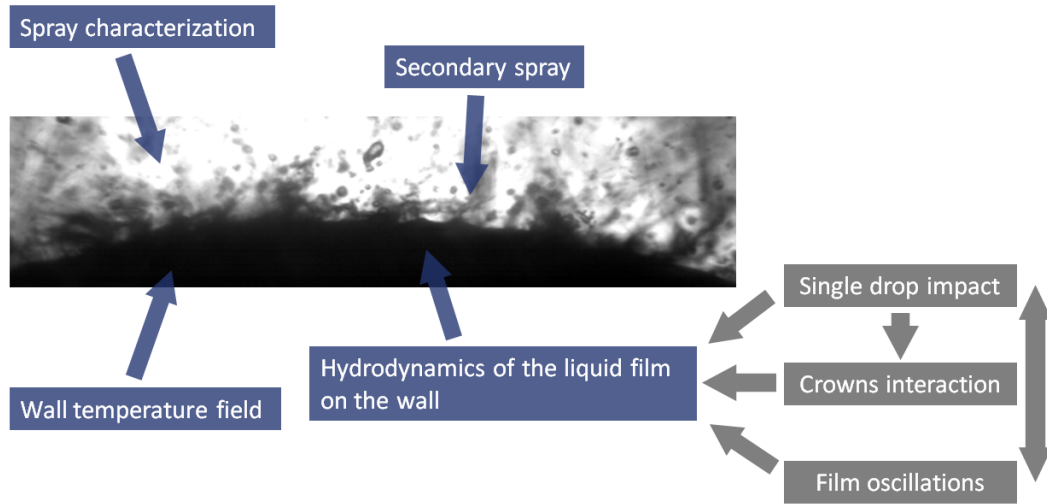 Spray characterization
Secondary spray
Single drop impact
Hydrodynamics of the liquid film
on the wall
Crowns interaction
Wall temperature field
Film oscillations